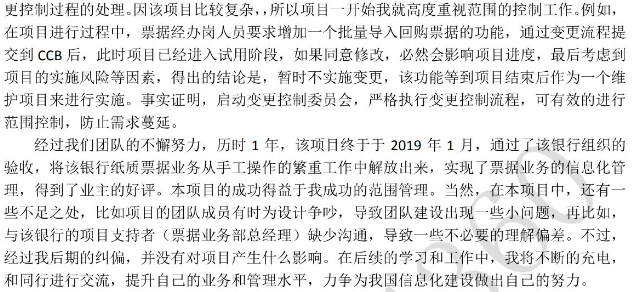 更控制过程的处理。因该项目比较复杂，，所以项目一开始我就高度重视范围的控制工作。例如，
在项目进行过程中，票据经办岗人员要求增加一个批量导入回购票据的功能，通过变更流程提
交到 CCB 后，此时项目已经进入试用阶段，如果同意修改，必然会影响项目进度，最后考虑到
项目的实施风险等因素，得出的结论是，暂时不实施变更，该功能等到项目结束后作为一个维
护项目来进行实施。事实证明，启动变更控制委员会，严格执行变更控制流程，可有效的进行
范围控制，防止需求蔓延。
经过我们团队的不懈努力，历时 1 年，该项目终于于 2019 年 1 月，通过了该银行组织的
验收，将该银行纸质票据业务从手工操作的繁重工作中解放出来，实现了票据业务的信息化管
理，得到了业主的好评。本项目的成功得益于我成功的范围管理。当然，在本项目中，还有一
些不足之处，比如项目的团队成员有时为设计争吵，导致团队建设出现一些小问题，再比如，
与该银行的项目支持者（票据业务部总经理）缺少沟通，导致一些不必要的理解偏差。不过，
经过我后期的纠偏，并没有对项目产生什么影响。在后续的学习和工作中，我将不断的充电，
和同行进行交流，提升自己的业务和管理水平，力争为我国信息化建设做出自己的努力。